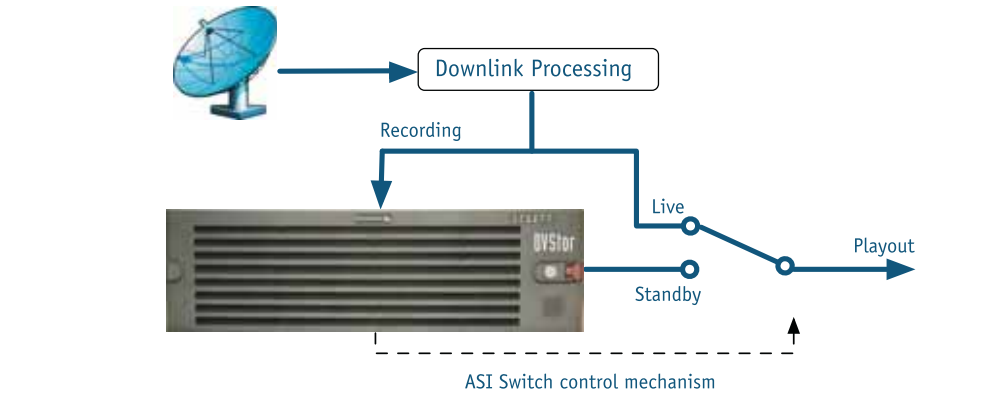 Downlink Processing
Recording
Live
DVStor
Playout
Standby
ASI Switch control mechanism